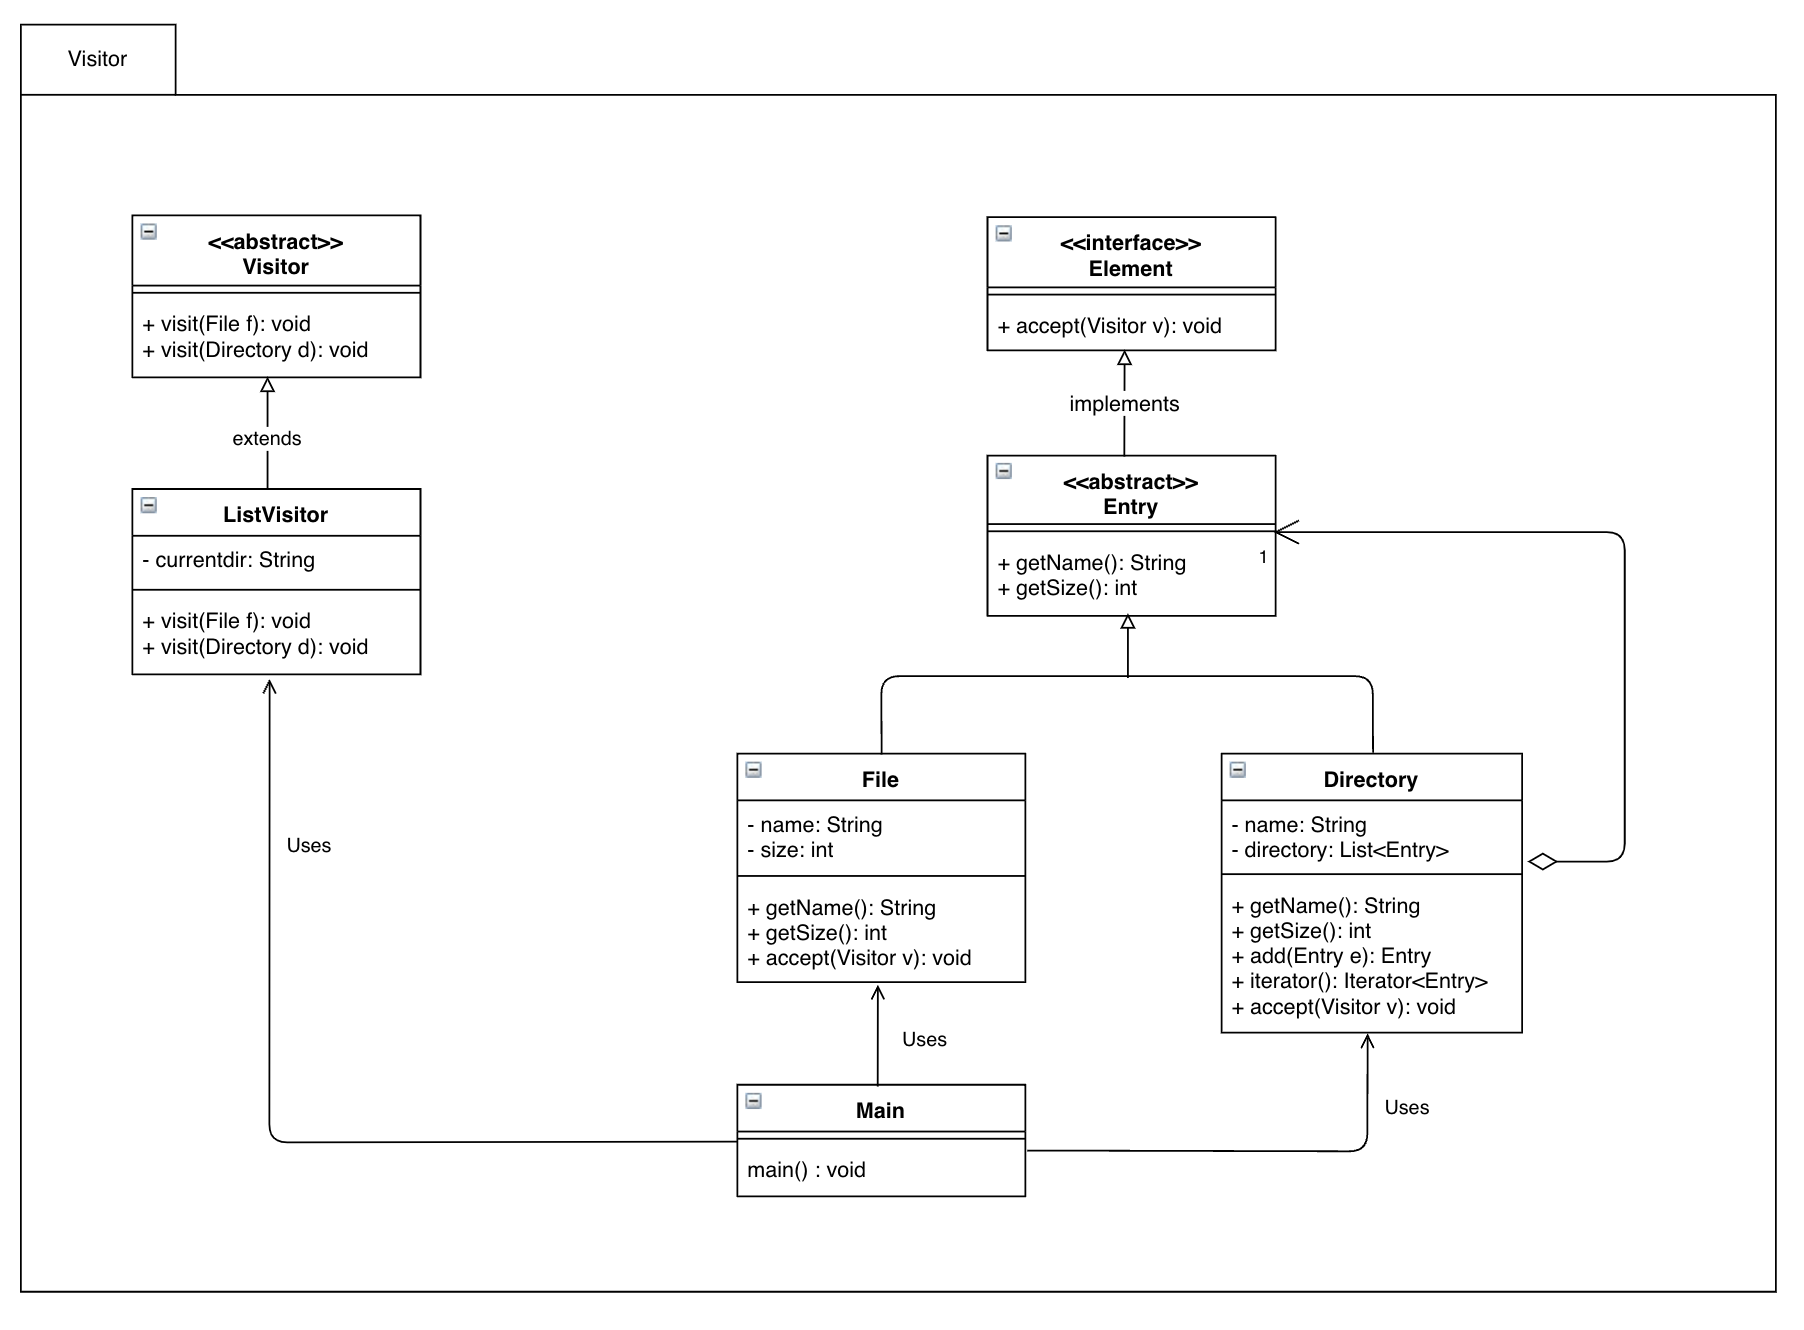 Visitor
<<abstract>>
Visitor
+ visit(File f): void
+ visit(Directory d): void
extends
ListVisitor
- currentdir: String
+ visit(File f): void
+ visit(Directory d): void
Uses
<<interface>>
Element
+ accept(Visitor v): void
implements
<<abstract>>
Entry
+ getName(): String
+ getSize(): int
1
File
- name: String
- size: int
+ getName(): String
+ getSize(): int
+ accept(Visitor v): void
Uses
Directory
- name: String
- directory: List<Entry>
+ getName(): String
+ getSize(): int
+ add(Entry e): Entry
+ iterator(): Iterator<Entry>
+ accept(Visitor v): void
Uses
Main
main() : void